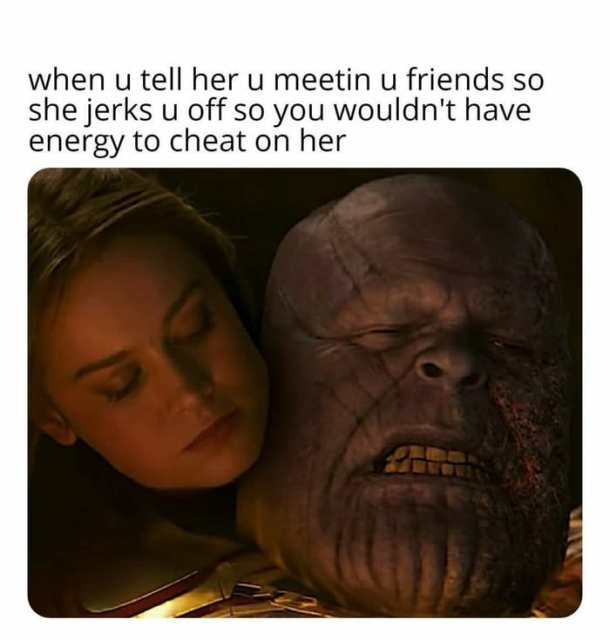 when u tell her u meetin u friends so
she jerks u off so you wouldn't have
energy to cheat on her